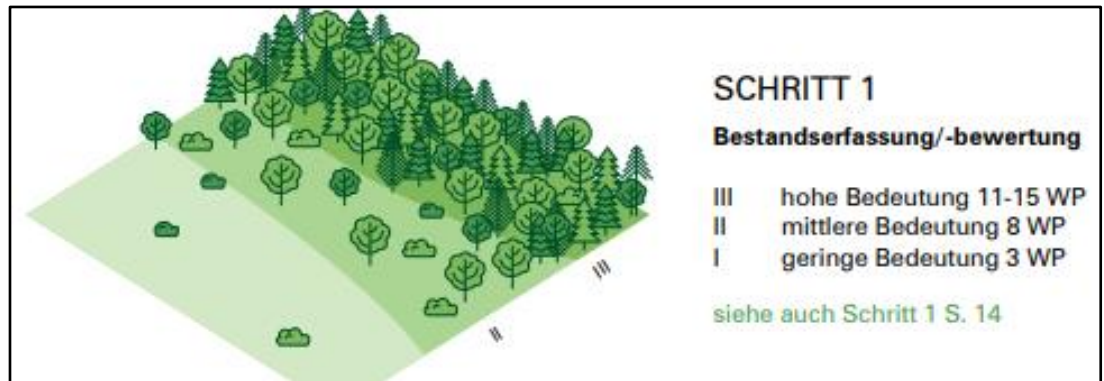 SCHRITT 1
Bestandserfassung/-bewertung
III hohe Bedeutung 11-15 WP
II mittlere Bedeutung 8 WP
I geringe Bedeutung 3 WP
siehe auch Schritt 1 S. 14
III
II